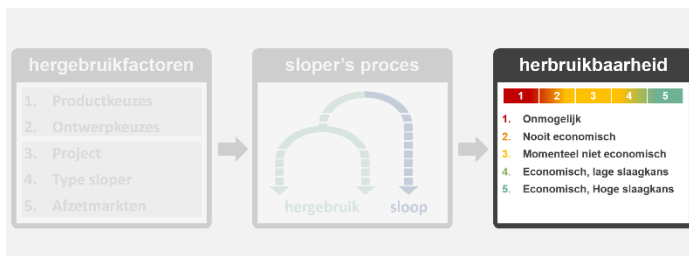 hergebruikfactoren
1. Productkeuzes
2. Ontwerpkeuzes
3. Project
4. Type sloper
5. Afzetmarkten
sloper's proces
hergebruik
sloop
herbruikbaarheid
1 2 3 4 5
1. Onmogelijk
2. Nooit economisch
3. Momenteel niet economisch
4. Economisch, lage slaagkans
5. Economisch, Hoge slaagkans